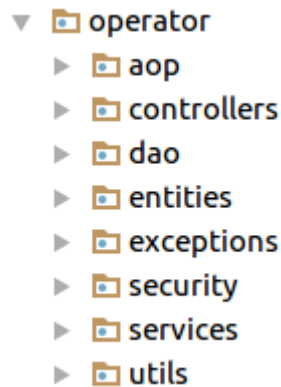 operator
aop
controllers
dao
entities
exceptions
security
services
utils